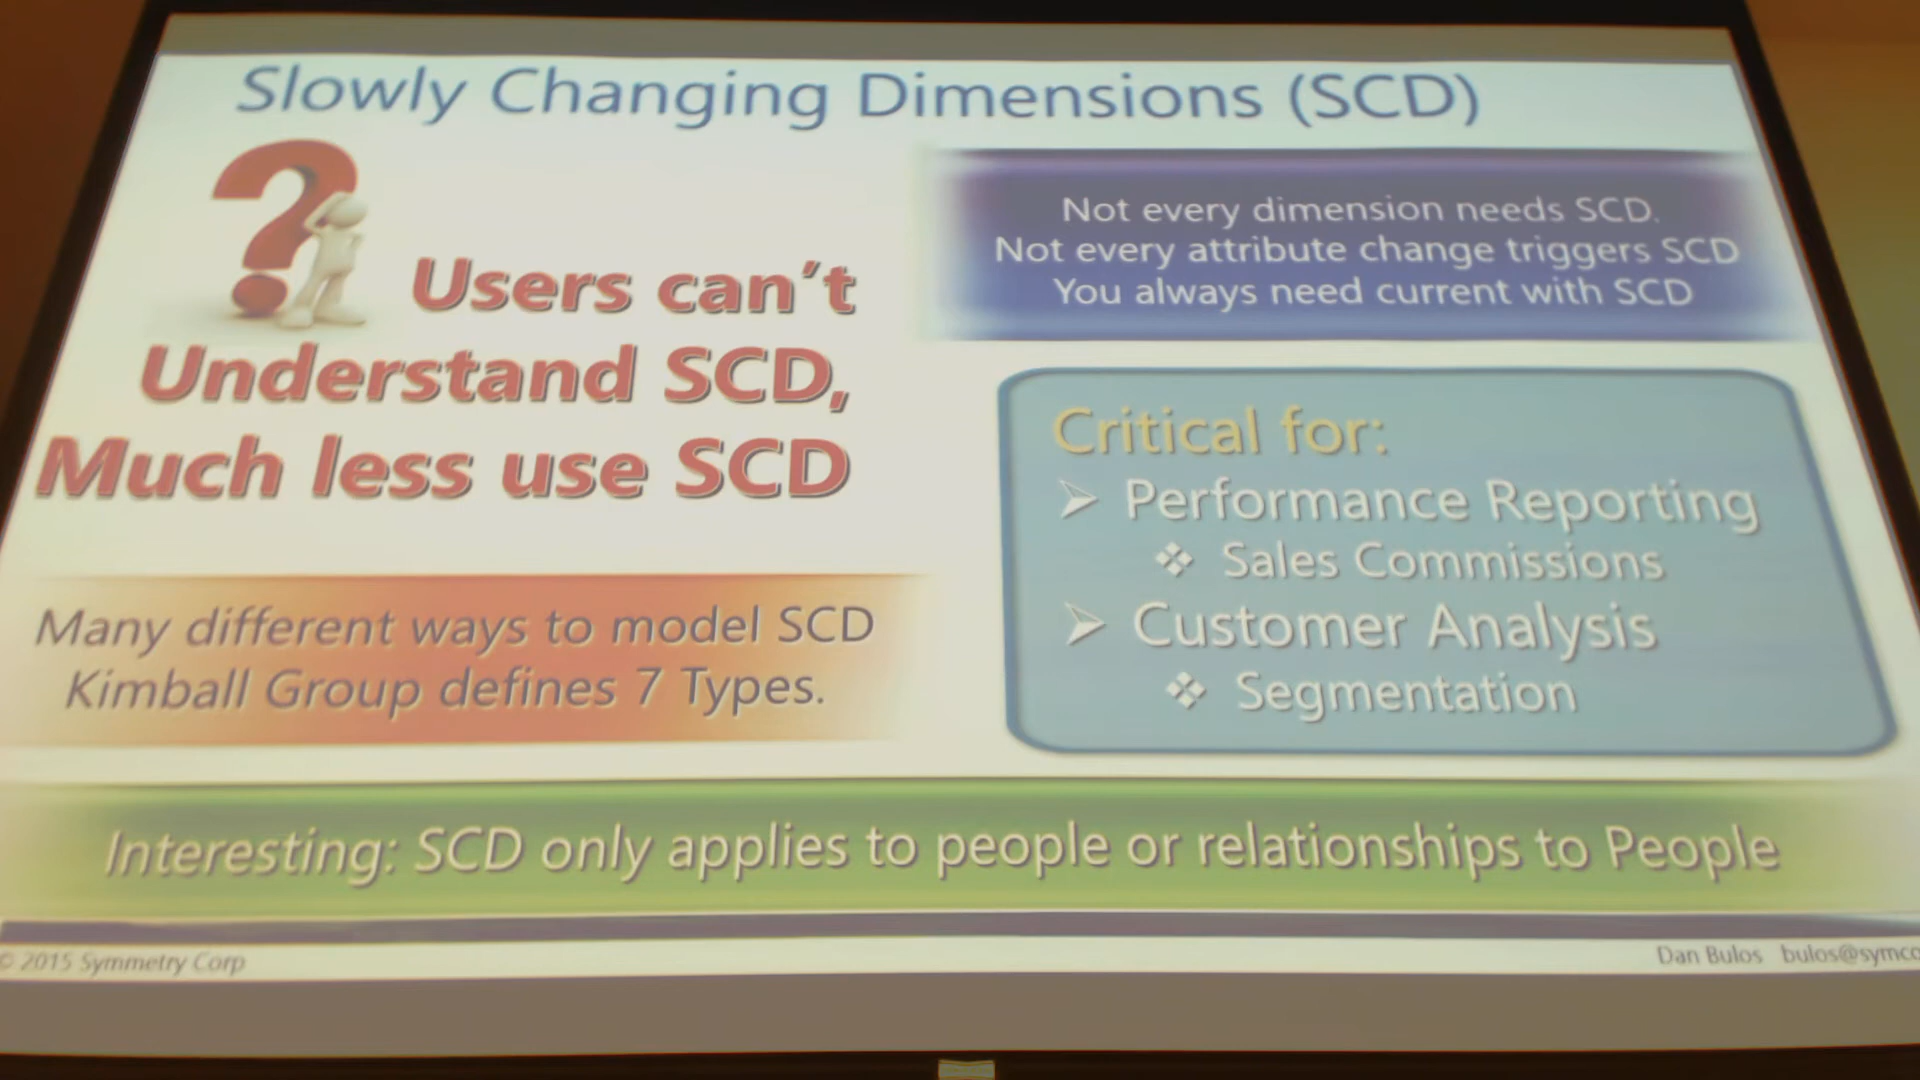 Slowly Changing Dimensions (SCD)
Users can't
Understand SCD,
Much less use SCD
Not every dimension needs SCD.
Not every attribute change triggers SCD
You always need current with SCD
Critical for:
Performance Reporting
Sales Commissions
Customer Analysis
Segmentation
Many different ways to model SCD
Kimball Group defines 7 Types.
Interesting: SCD only applies to people or relationships to People
© 2015 Symmetry Corp
Dan Bulos bulos@symco